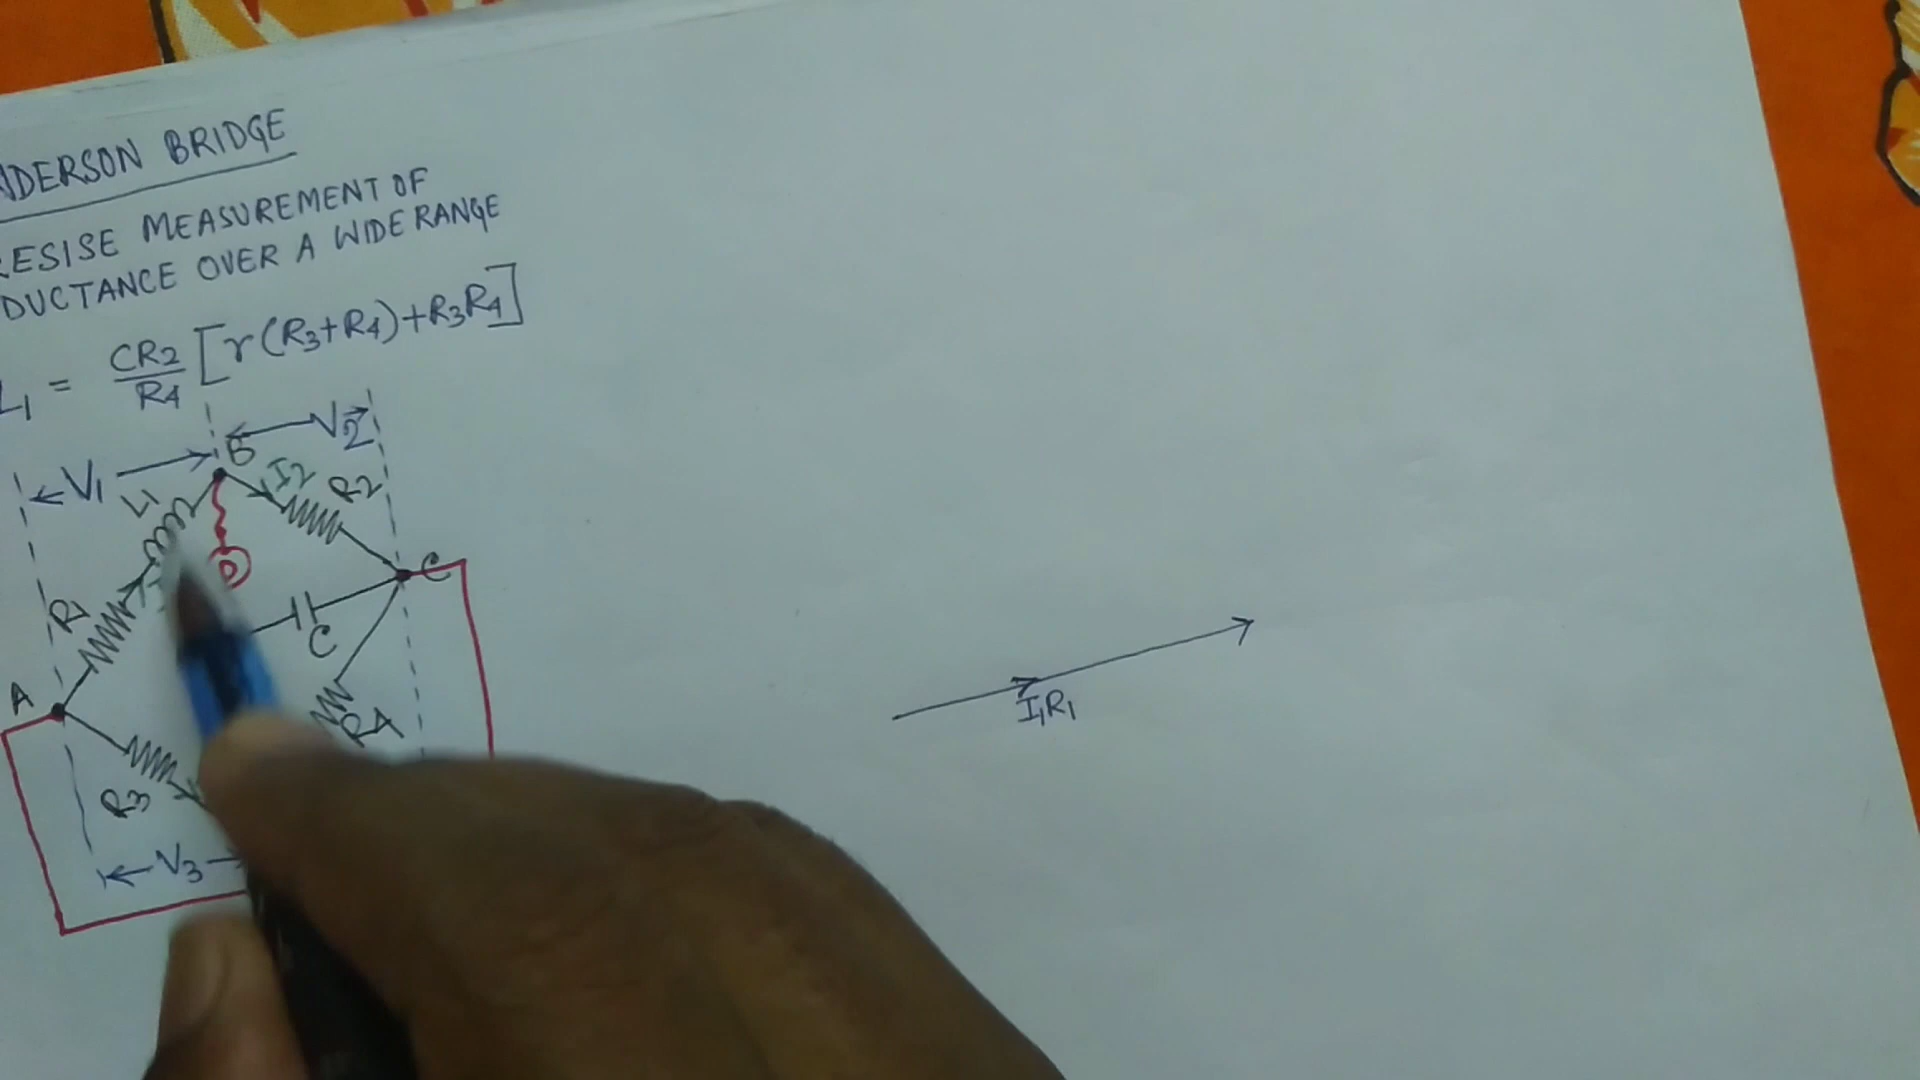 NDERSON BRIDGE
RESISE MEASUREMENT OF
DUCTANCE OVER A WIDE RANGE
L1 = CR2/R4 [r(R3+R4)+R3R4]
V1
V2
B
L1
I2
R2
R1
D
C
C
A
R4
R3
V3
I1R1